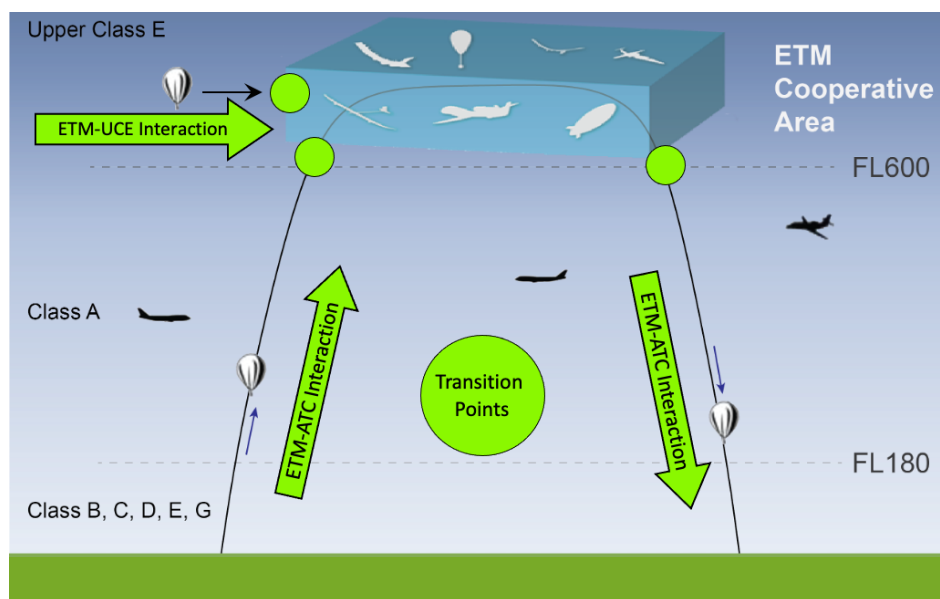 Upper Class E
ETM
Cooperative
Area
ETM-UCE Interaction
FL600
Class A
ETM-ATC Interaction
ETM-ATC Interaction
Transition
Points
FL180
Class B, C, D, E, G